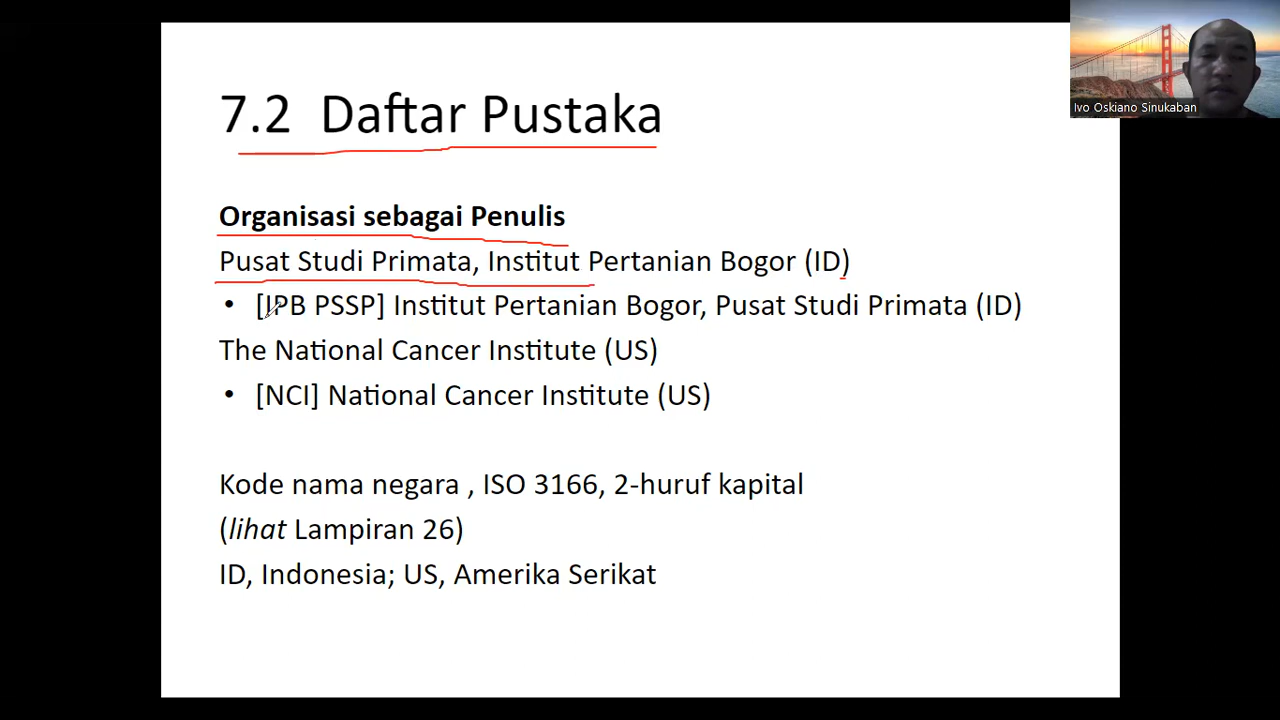 7.2 Daftar Pustaka
Ivo Oskiano Sinukaban
Organisasi sebagai Penulis
Pusat Studi Primata, Institut Pertanian Bogor (ID)
• [IPB PSSP] Institut Pertanian Bogor, Pusat Studi Primata (ID)
The National Cancer Institute (US)
• [NCI] National Cancer Institute (US)
Kode nama negara , ISO 3166, 2-huruf kapital
(lihat Lampiran 26)
ID, Indonesia; US, Amerika Serikat